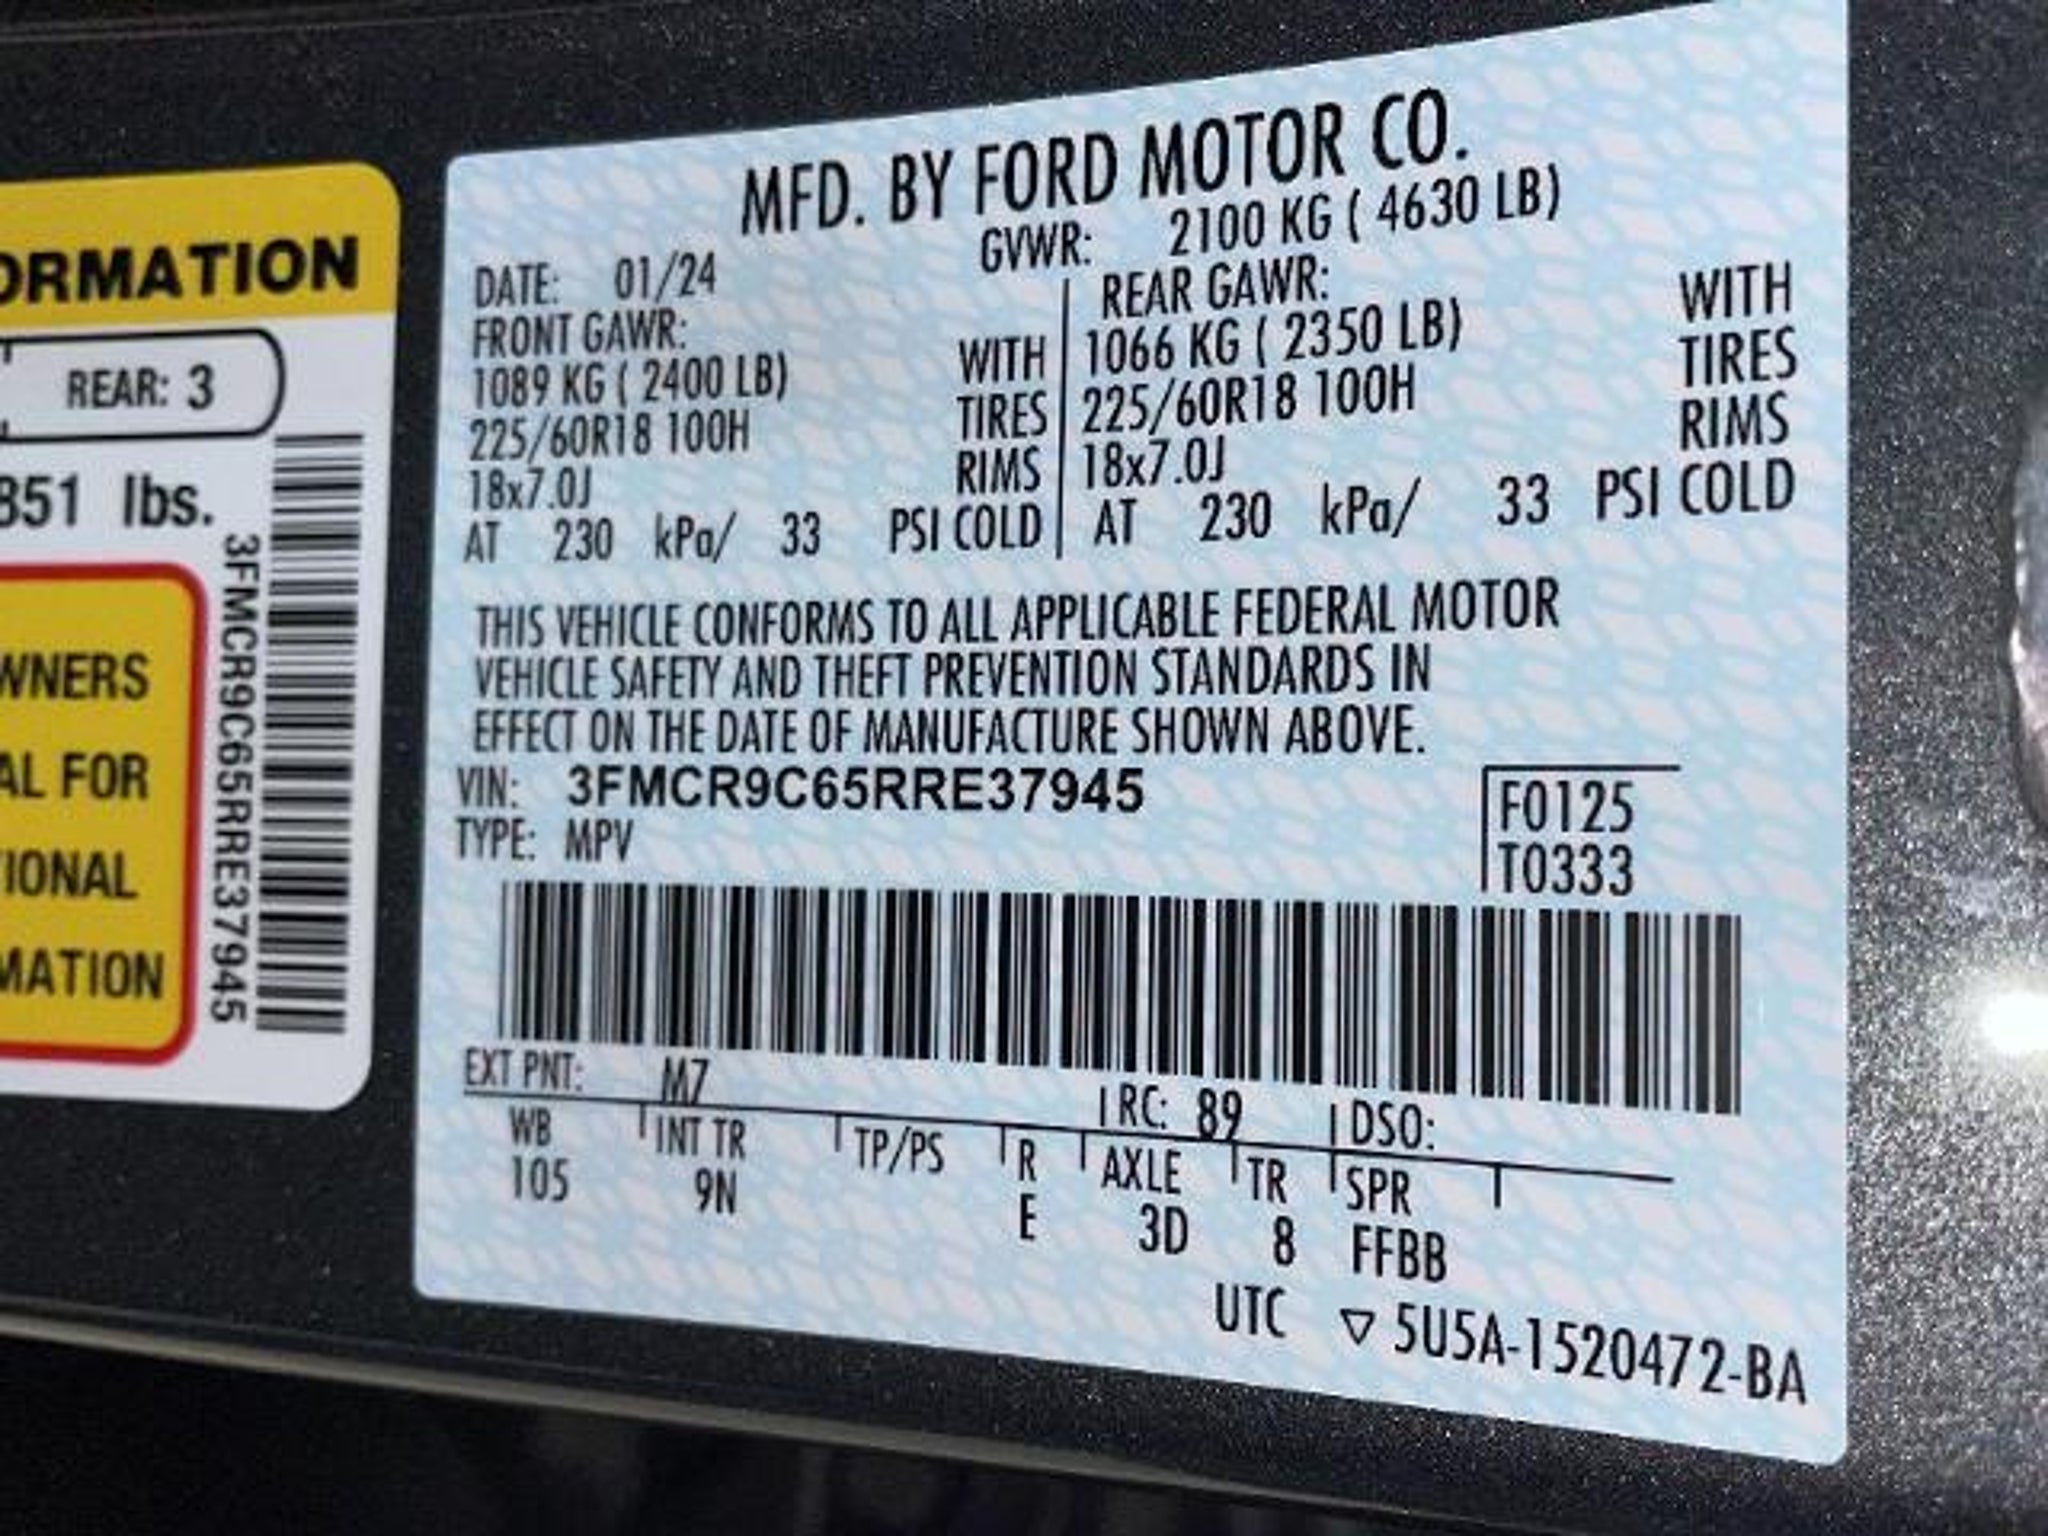 ORMATION
REAR: 3
851 lbs.
WNERS
AL FOR
IONAL
MATION
3FMCR9C65RRE37945
MFD. BY FORD MOTOR CO.
DATE: 01/24 GVWR: 2100 KG ( 4630 LB)
FRONT GAWR: REAR GAWR:
1089 KG ( 2400 LB) WITH 1066 KG ( 2350 LB) WITH
225/60R18 100H TIRES 225/60R18 100H TIRES
18x7.0J RIMS 18x7.0J RIMS
AT 230 kPa/ 33 PSI COLD AT 230 kPa/ 33 PSI COLD
THIS VEHICLE CONFORMS TO ALL APPLICABLE FEDERAL MOTOR
VEHICLE SAFETY AND THEFT PREVENTION STANDARDS IN
EFFECT ON THE DATE OF MANUFACTURE SHOWN ABOVE.
VIN: 3FMCR9C65RRE37945 F0125
TYPE: MPV T0333
EXT PNT: M7 RC: 89 DSO:
WB INT TR TP/PS R AXLE TR SPR
105 9N E 3D 8 FFBB
UTC ▽ 5U5A-1520472-BA